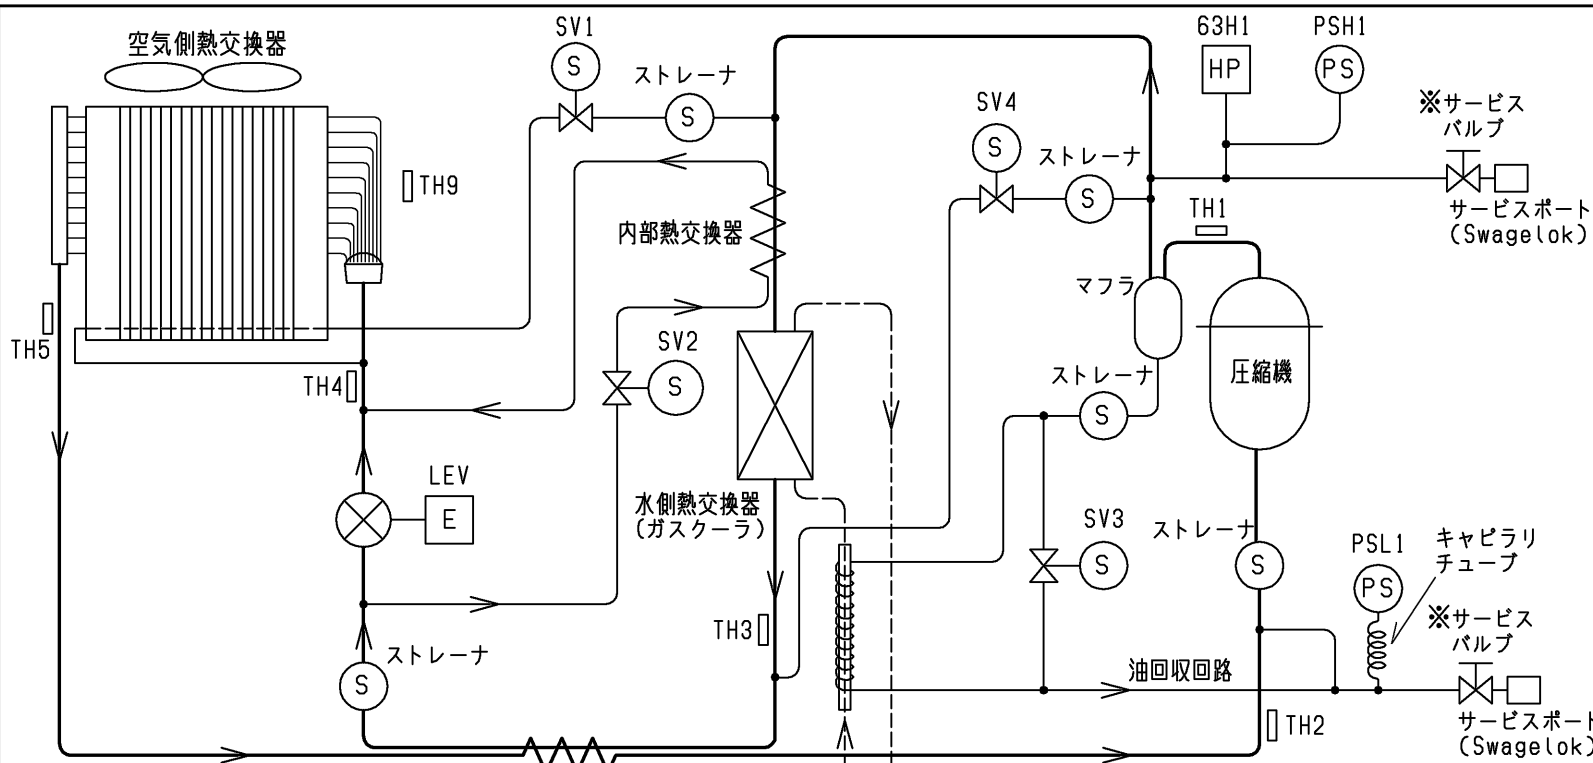 空気側熱交換器
SV1
S
ストレーナ
S
63H1
HP
PSH1
PS
※サービス
バルブ
サービスポート
(Swagelok)
SV4
S
ストレーナ
S
TH9
内部熱交換器
TH1
マフラ
圧縮機
TH5
TH4
SV2
S
ストレーナ
S
LEV
E
水側熱交換器
(ガスクーラ)
SV3
S
ストレーナ
S
PSL1
PS
キャピラリ
チューブ
※サービス
バルブ
サービスポート
(Swagelok)
TH3
ストレーナ
S
油回収回路
TH2